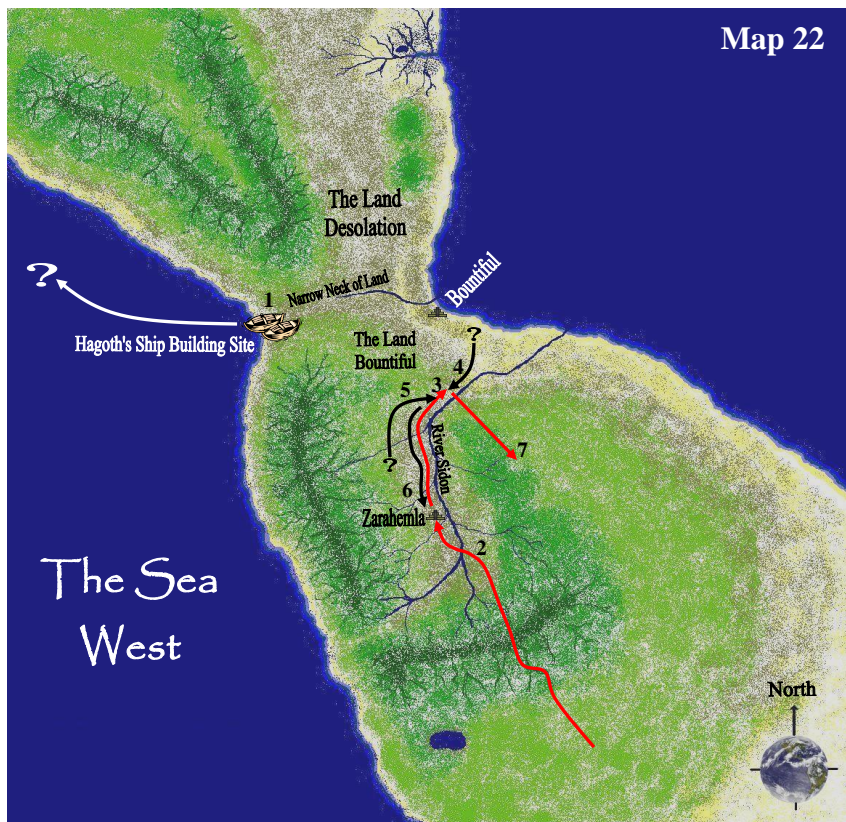 Map 22
The Land
Desolation
?
1
Narrow Neck of Land
Bountiful
Hagoth's Ship Building Site
The Land
Bountiful
?
4
3
5
?
River Sidon
7
6
Zarahemla
2
The Sea
West
North